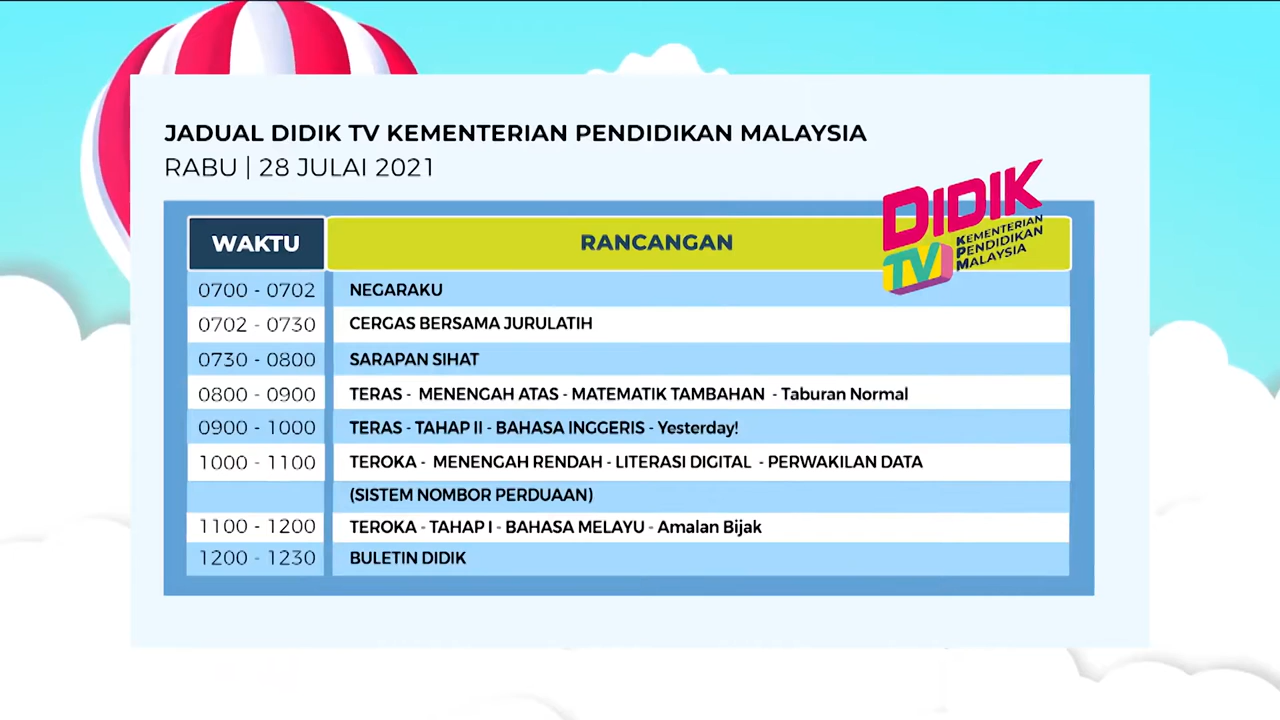 JADUAL DIDIK TV KEMENTERIAN PENDIDIKAN MALAYSIA
RABU | 28 JULAI 2021
DIDIK
TV KEMENTERIAN
PENDIDIKAN
MALAYSIA
WAKTU RANCANGAN
0700 - 0702 NEGARAKU
0702 - 0730 CERGAS BERSAMA JURULATIH
0730 - 0800 SARAPAN SIHAT
0800 - 0900 TERAS - MENENGAH ATAS - MATEMATIK TAMBAHAN - Taburan Normal
0900 - 1000 TERAS - TAHAP II - BAHASA INGGERIS - Yesterday!
1000 - 1100 TEROKA - MENENGAH RENDAH - LITERASI DIGITAL - PERWAKILAN DATA
(SISTEM NOMBOR PERDUAAN)
1100 - 1200 TEROKA - TAHAP I - BAHASA MELAYU - Amalan Bijak
1200 - 1230 BULETIN DIDIK